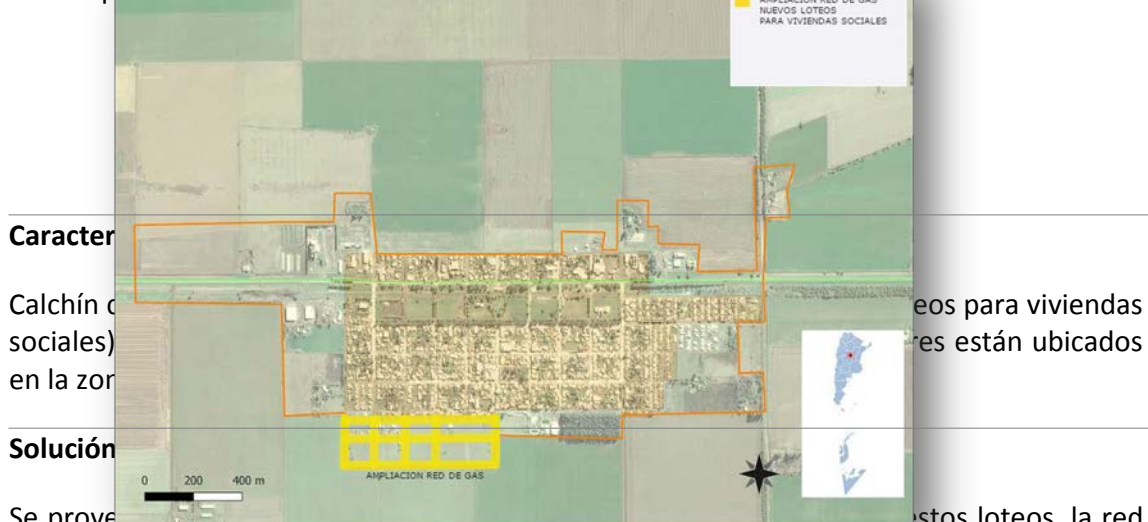 AMPLIACION RED DE GAS
NUEVOS LOTEOS
PARA VIVIENDAS SOCIALES
Caracter
Calchín eos para viviendas
sociales) res están ubicados
en la zon
AMPLIACION RED DE GAS
Solución
0 200 400 m
Se proye estos loteos, la red